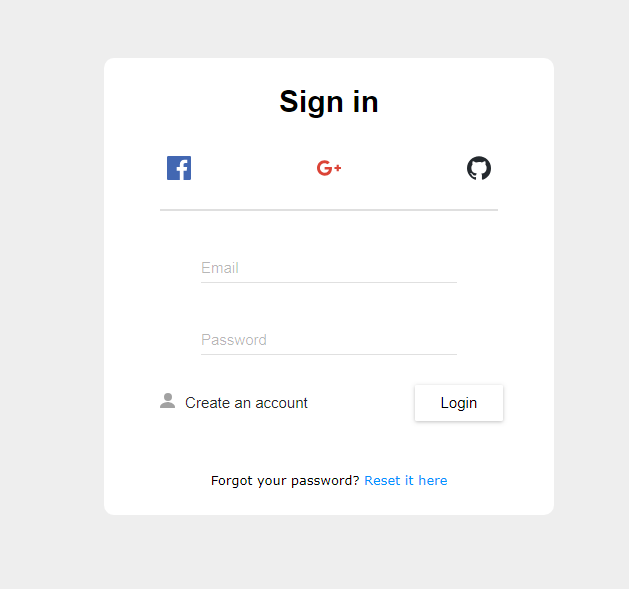 Sign in
G+
Email
Password
Create an account
Login
Forgot your password? Reset it here